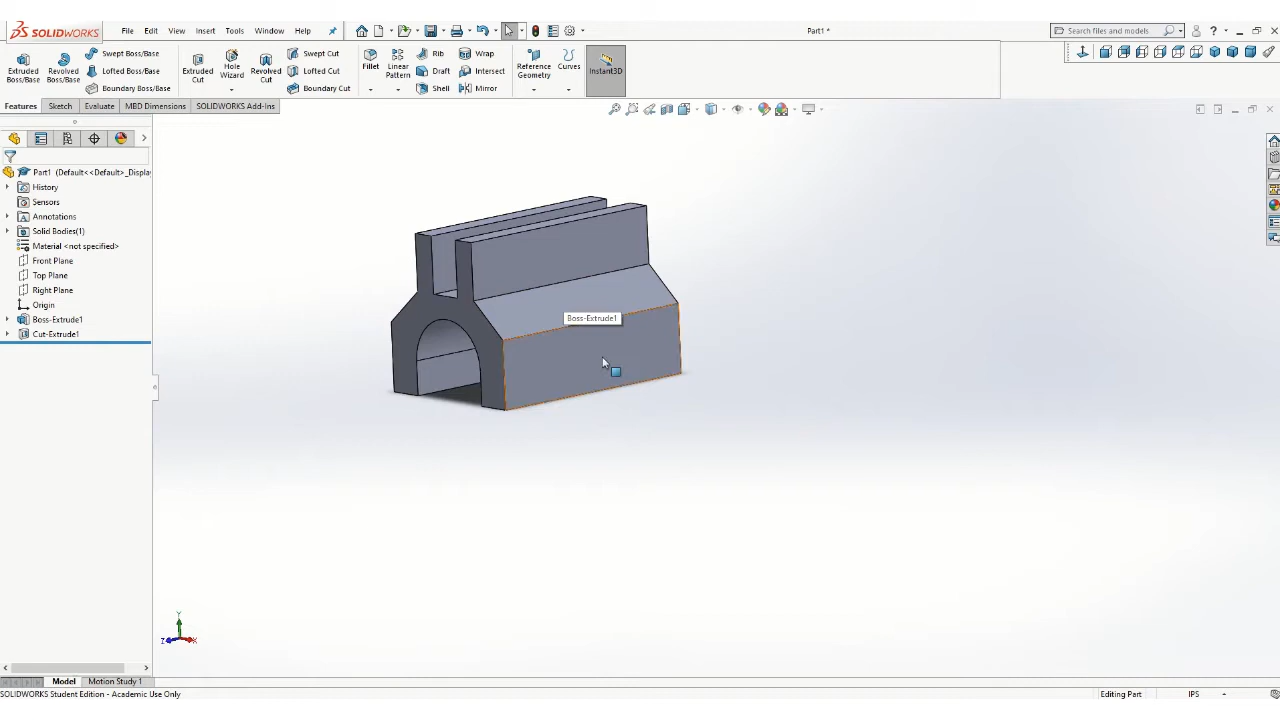 SOLIDWORKS
File Edit View Insert Tools Window Help
Part1 *
Search files and models
Extruded Boss/Base
Revolved Boss/Base
Swept Boss/Base
Lofted Boss/Base
Boundary Boss/Base
Extruded Cut
Hole Wizard
Revolved Cut
Swept Cut
Lofted Cut
Boundary Cut
Fillet
Linear Pattern
Rib
Draft
Shell
Wrap
Intersect
Mirror
Reference Geometry
Curves
Instant3D
Features Sketch Evaluate MBD Dimensions SOLIDWORKS Add-Ins
Part1 (Default<<Default>_Displa
History
Sensors
Annotations
Solid Bodies(1)
Material <not specified>
Front Plane
Top Plane
Right Plane
Origin
Boss-Extrude1
Cut-Extrude1
Boss-Extrude1
Y
Z X
Model Motion Study 1
SOLIDWORKS Student Edition - Academic Use Only
Editing Part IPS -